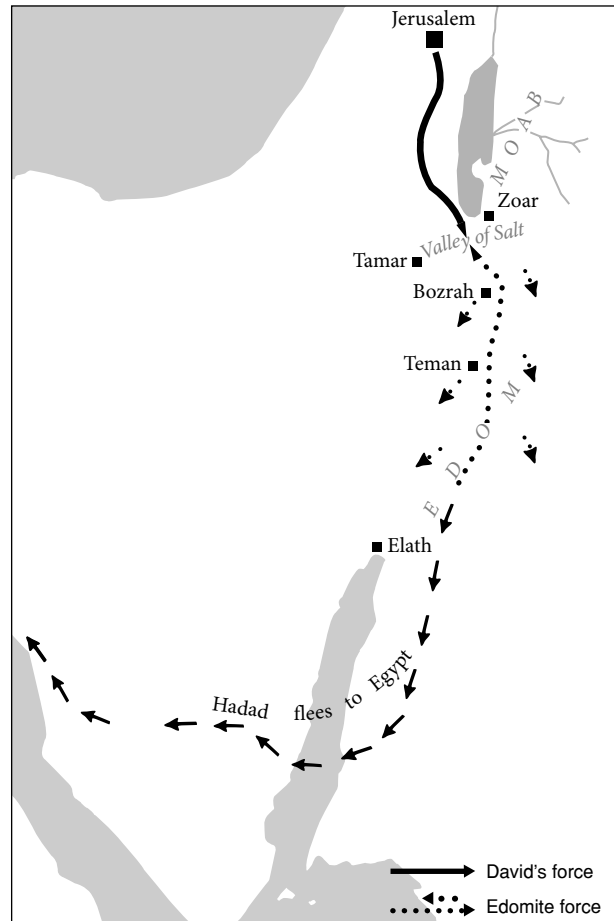 Jerusalem
MOAB
Zoar
Valley of Salt
Tamar
Bozrah
Teman
EDOM
Elath
Hadad flees to Egypt
David's force
Edomite force